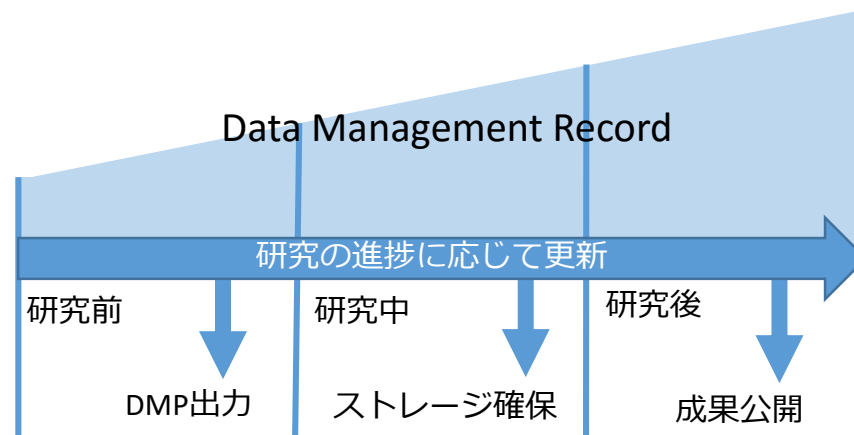 Data Management Record
研究の進捗に応じて更新
研究前
研究中
研究後
DMP出力
ストレージ確保
成果公開